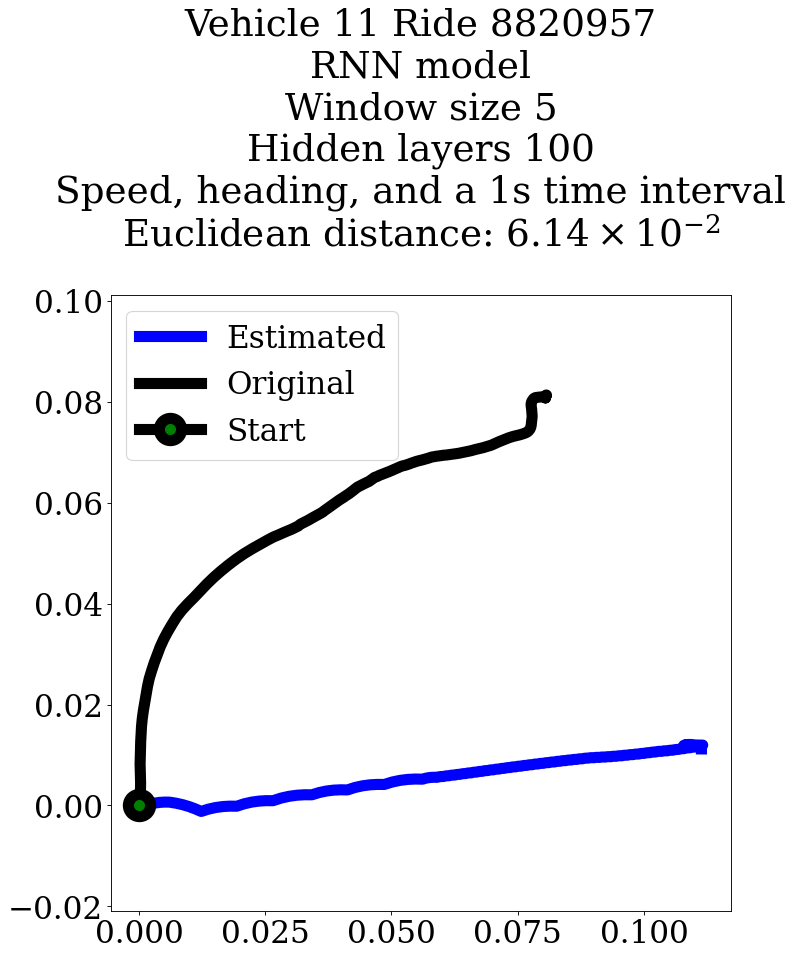 Vehicle 11 Ride 8820957
RNN model
Window size 5
Hidden layers 100
Speed, heading, and a 1s time interval
Euclidean distance: 6.14 × 10⁻²
Estimated
Original
Start
0.10
0.08
0.06
0.04
0.02
0.00
−0.02
0.000 0.025 0.050 0.075 0.100